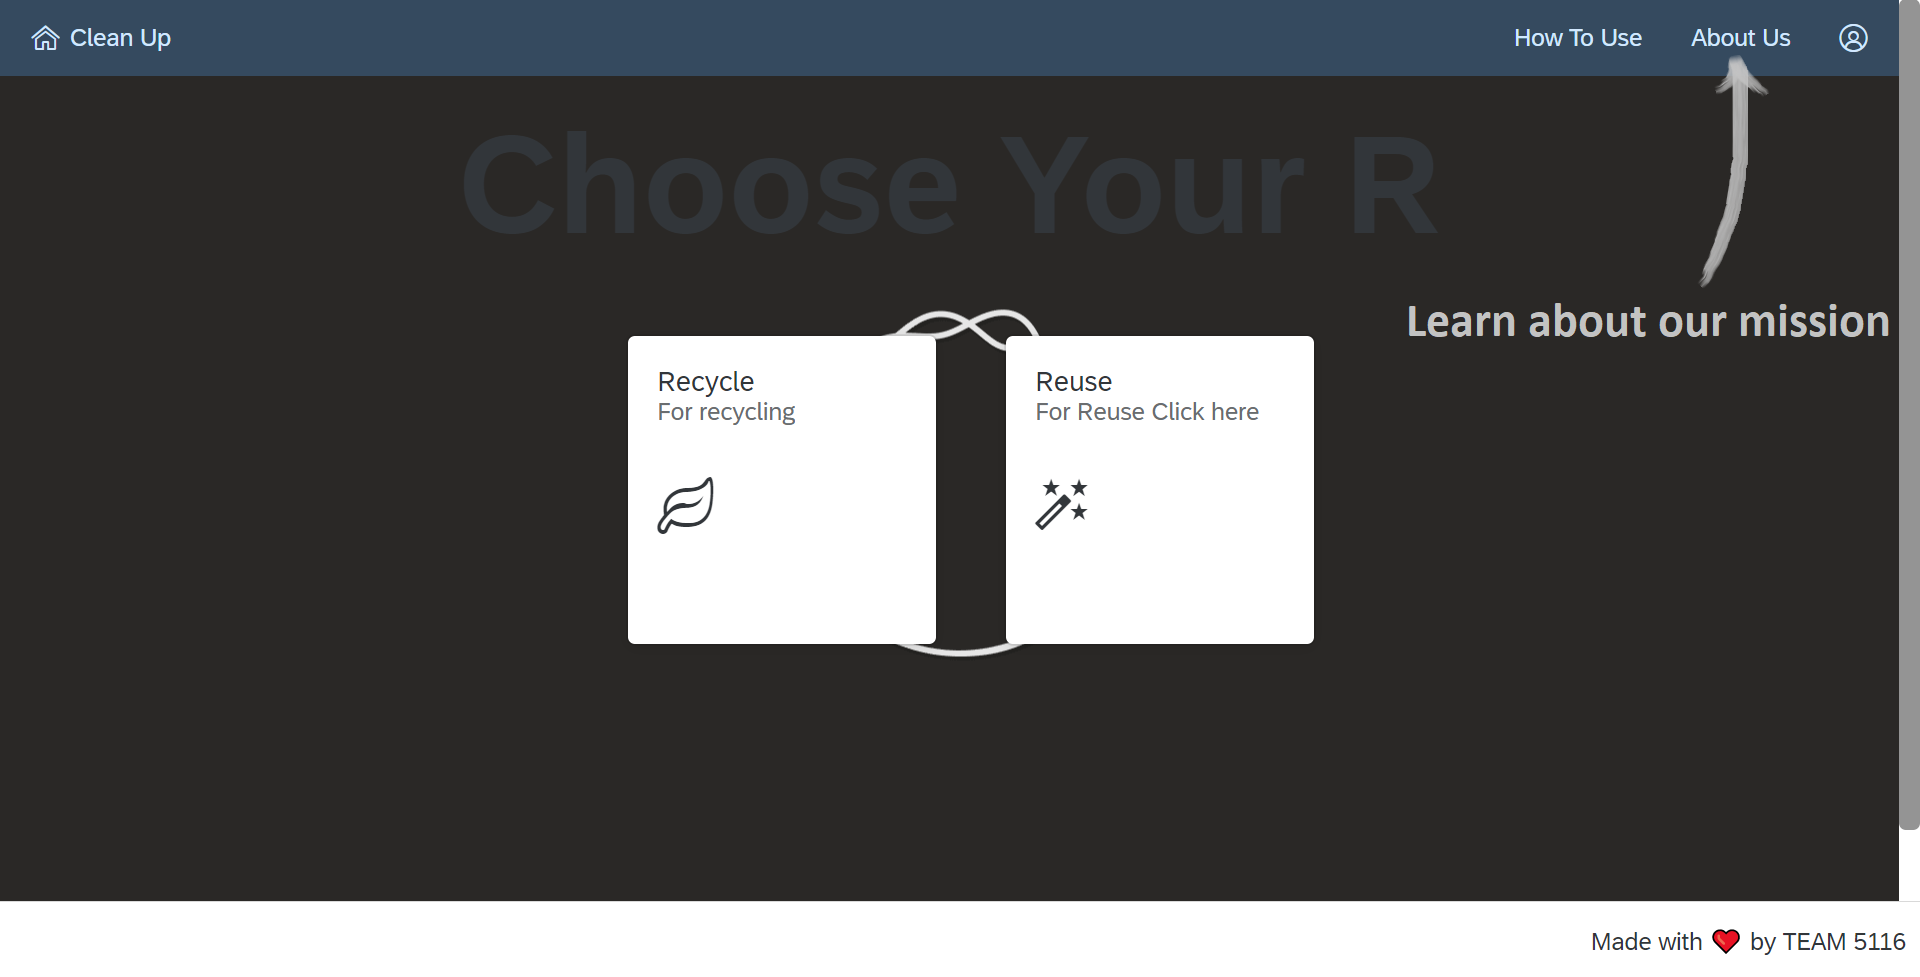 Clean Up
How To Use
About Us
Choose Your R
Learn about our mission
Recycle
For recycling
Reuse
For Reuse Click here
Made with ❤ by TEAM 5116